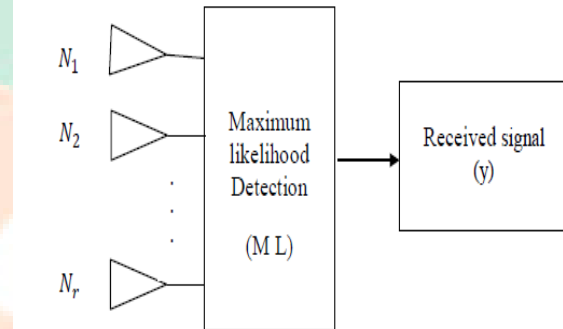 N₁
N₂
.
.
.
Nᵣ
Maximum
likelihood
Detection
(M L)
Received signal
(y)